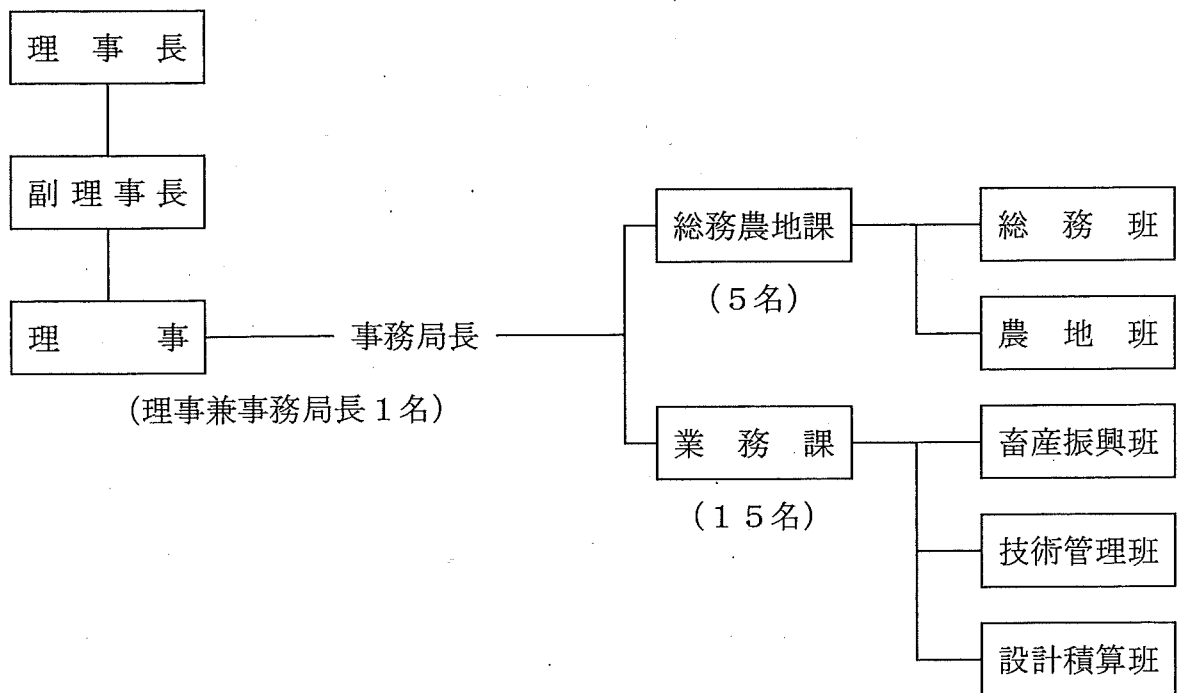 理事長
副理事長
理事
事務局長
(理事兼事務局長1名)
総務農地課
(5名)
総務班
農地班
業務課
(15名)
畜産振興班
技術管理班
設計積算班